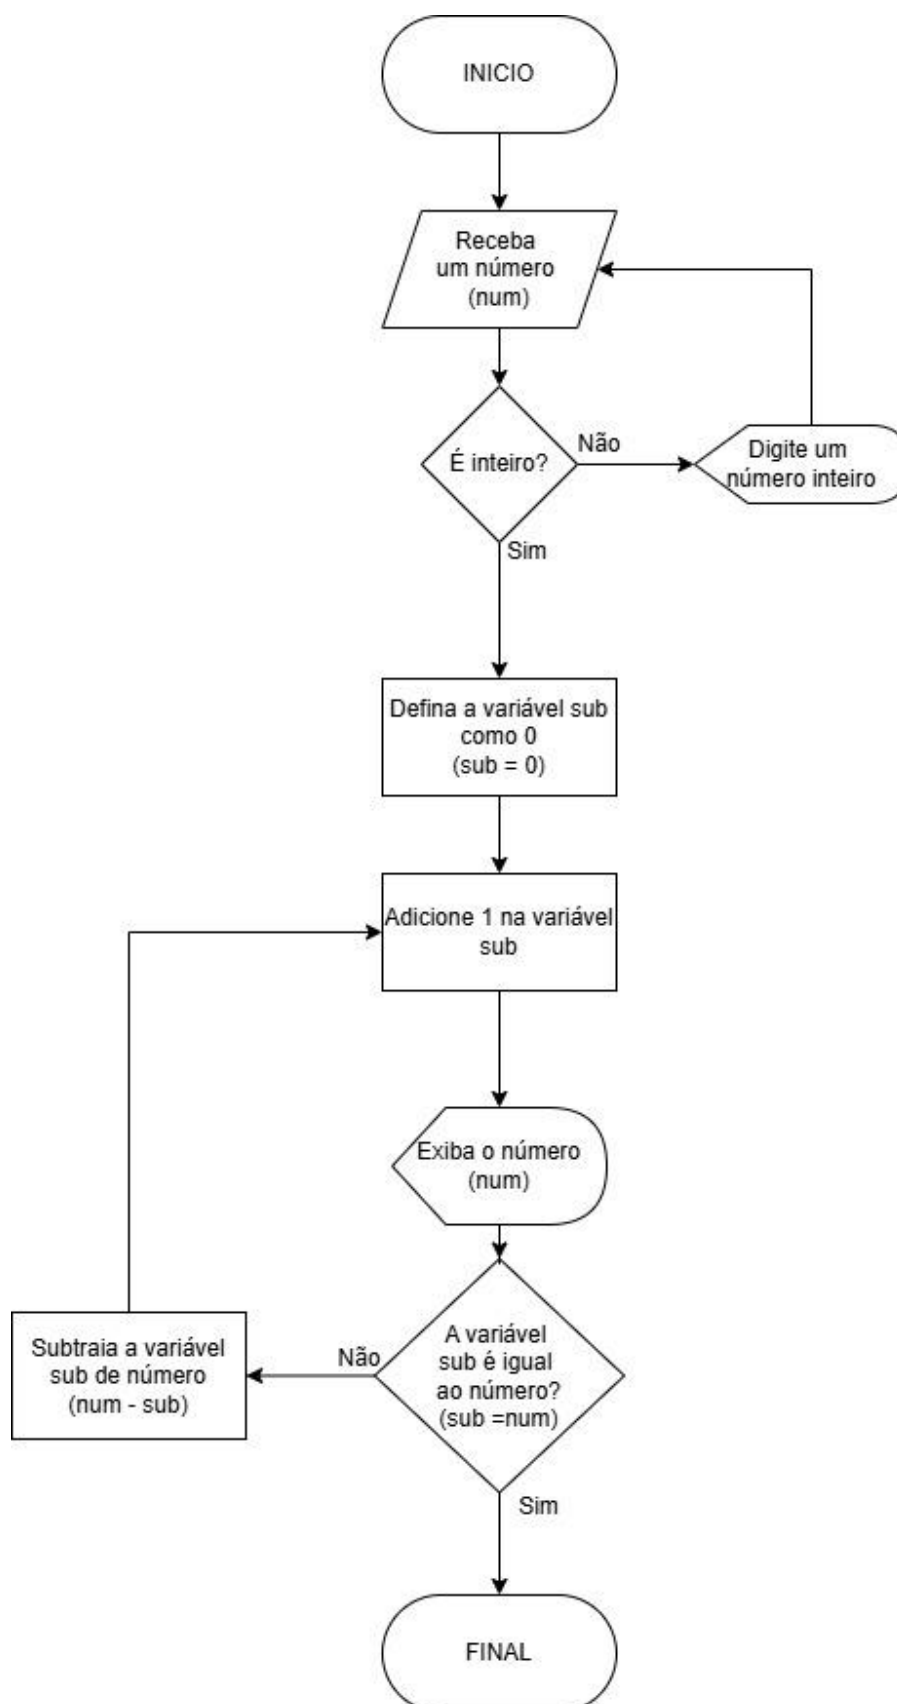 INICIO
Receba
um número
(num)
É inteiro?
Não
Digite um
número inteiro
Sim
Defina a variável sub
como 0
(sub = 0)
Adicione 1 na variável
sub
Exiba o número
(num)
A variável
sub é igual
ao número?
(sub =num)
Não
Subtraia a variável
sub de número
(num - sub)
Sim
FINAL